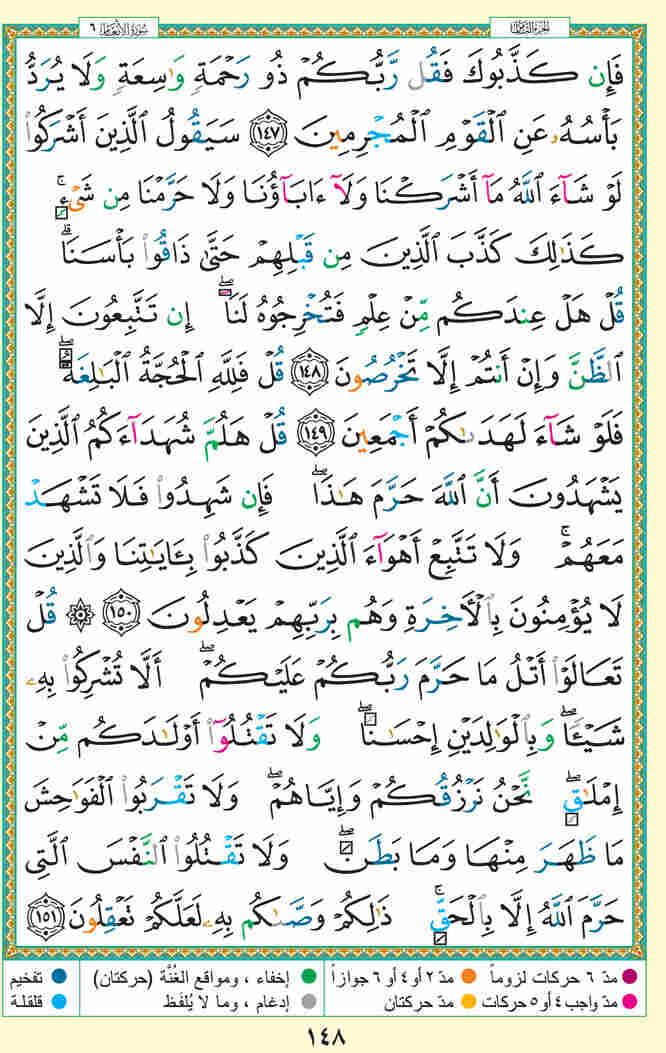 سورة الأنعام ٦
الجزء الثامن
فَإِن كَذَّبُوكَ فَقُل رَّبُّكُمْ ذُو رَحْمَةٍ وَاسِعَةٍ وَلَا يُرَدُّ
بَأْسُهُۥ عَنِ ٱلْقَوْمِ ٱلْمُجْرِمِينَ ١٤٧ سَيَقُولُ ٱلَّذِينَ أَشْرَكُوا۟
لَوْ شَآءَ ٱللَّهُ مَآ أَشْرَكْنَا وَلَآ ءَابَآؤُنَا وَلَا حَرَّمْنَا مِن شَىْءٍ ۚ
كَذَٰلِكَ كَذَّبَ ٱلَّذِينَ مِن قَبْلِهِمْ حَتَّىٰ ذَاقُوا۟ بَأْسَنَا ۗ
قُلْ هَلْ عِندَكُم مِّنْ عِلْمٍ فَتُخْرِجُوهُ لَنَآ ۖ إِن تَتَّبِعُونَ إِلَّا
ٱلظَّنَّ وَإِنْ أَنتُمْ إِلَّا تَخْرُصُونَ ١٤٨ قُلْ فَلِلَّهِ ٱلْحُجَّةُ ٱلْبَٰلِغَةُ ۖ
فَلَوْ شَآءَ لَهَدَىٰكُمْ أَجْمَعِينَ ١٤٩ قُلْ هَلُمَّ شُهَدَآءَكُمُ ٱلَّذِينَ
يَشْهَدُونَ أَنَّ ٱللَّهَ حَرَّمَ هَٰذَا ۖ فَإِن شَهِدُوا۟ فَلَا تَشْهَدْ
مَعَهُمْ ۚ وَلَا تَتَّبِعْ أَهْوَآءَ ٱلَّذِينَ كَذَّبُوا۟ بِـَٔايَٰتِنَا وَٱلَّذِينَ
لَا يُؤْمِنُونَ بِٱلْـَٔاخِرَةِ وَهُم بِرَبِّهِمْ يَعْدِلُونَ ١٥٠ ۞ قُلْ
تَعَالَوْا۟ أَتْلُ مَا حَرَّمَ رَبُّكُمْ عَلَيْكُمْ ۖ أَلَّا تُشْرِكُوا۟ بِهِۦ
شَيْـًٔا ۖ وَبِٱلْوَٰلِدَيْنِ إِحْسَٰنًا ۖ وَلَا تَقْتُلُوٓا۟ أَوْلَٰدَكُم مِّنْ
إِمْلَٰقٍ ۖ نَّحْنُ نَرْزُقُكُمْ وَإِيَّاهُمْ ۖ وَلَا تَقْرَبُوا۟ ٱلْفَوَٰحِشَ
مَا ظَهَرَ مِنْهَا وَمَا بَطَنَ ۖ وَلَا تَقْتُلُوا۟ ٱلنَّفْسَ ٱلَّتِى
حَرَّمَ ٱللَّهُ إِلَّا بِٱلْحَقِّ ۚ ذَٰلِكُمْ وَصَّىٰكُم بِهِۦ لَعَلَّكُمْ تَعْقِلُونَ ١٥١
مدّ ٦ حركات لزوماً مدّ ٢ أو ٤ أو ٦ جوازاً إخفاء ، ومواقع الغُنَّة (حركتان) تفخيم
مدّ واجب ٤ أو ٥ حركات مدّ حركتان إدغام ، وما لا يُلفَظ قلقلة
١٤٨